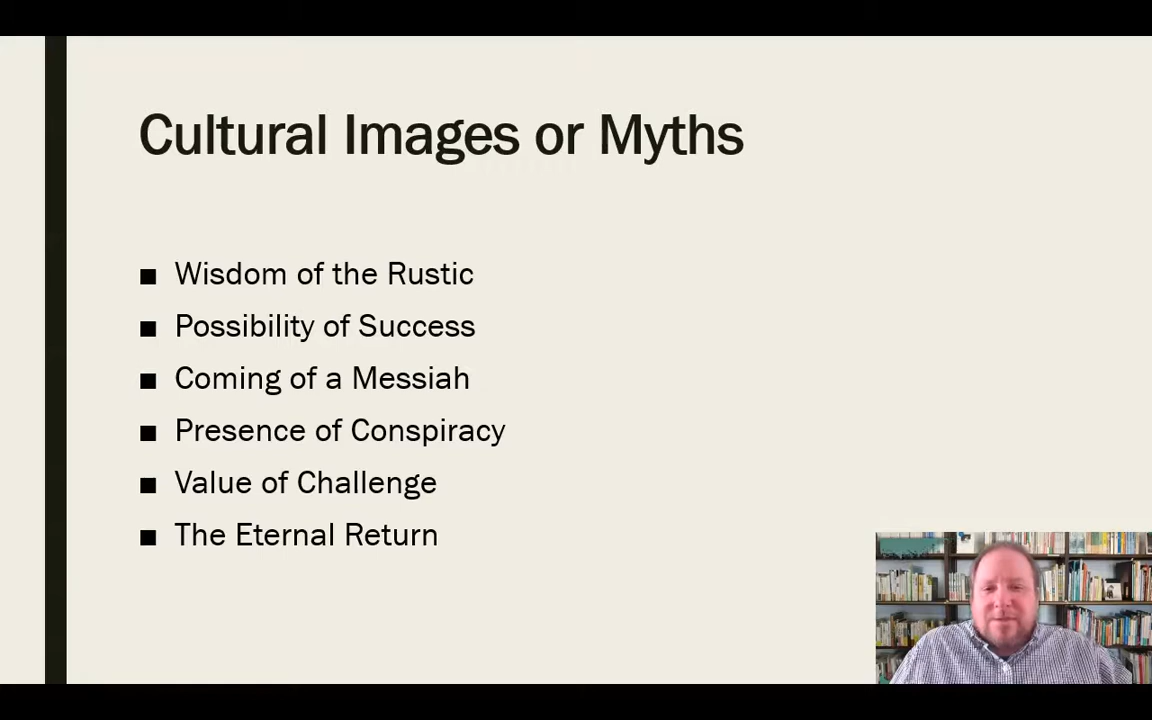 Cultural Images or Myths
■ Wisdom of the Rustic
■ Possibility of Success
■ Coming of a Messiah
■ Presence of Conspiracy
■ Value of Challenge
■ The Eternal Return